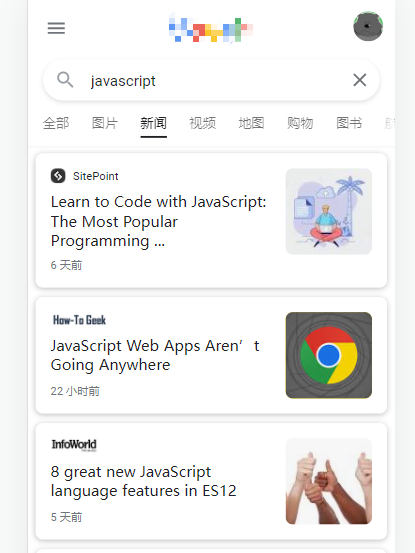 javascript
全部 图片 新闻 视频 地图 购物 图书
SitePoint
Learn to Code with JavaScript:
The Most Popular
Programming ...
6 天前
How-To Geek
JavaScript Web Apps Aren’t
Going Anywhere
22 小时前
InfoWorld
8 great new JavaScript
language features in ES12
5 天前